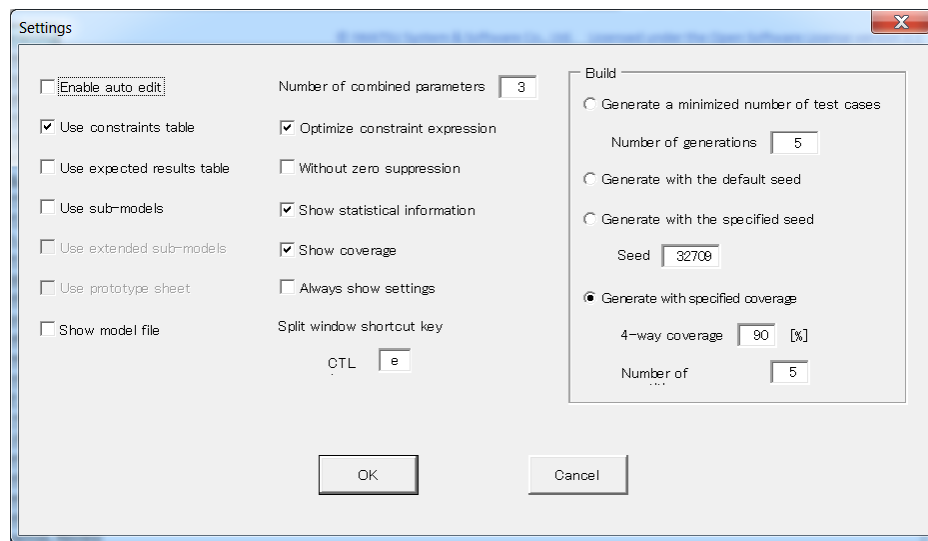 Settings
Enable auto edit
Use constraints table
Use expected results table
Use sub-models
Use extended sub-models
Use prototype sheet
Show model file
Number of combined parameters 3
Optimize constraint expression
Without zero suppression
Show statistical information
Show coverage
Always show settings
Split window shortcut key
CTL e
Build
Generate a minimized number of test cases
Number of generations 5
Generate with the default seed
Generate with the specified seed
Seed 32709
Generate with specified coverage
4-way coverage 90 [%]
Number of 5
OK
Cancel